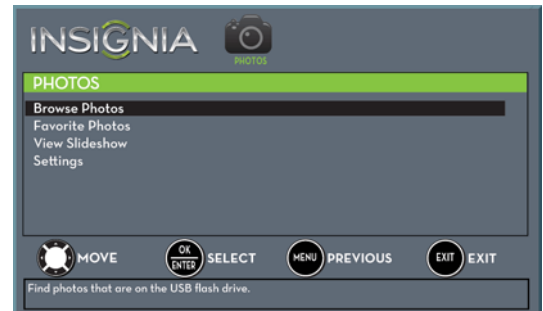 INSIGNIA
PHOTOS
PHOTOS
Browse Photos
Favorite Photos
View Slideshow
Settings
MOVE OK ENTER SELECT MENU PREVIOUS EXIT EXIT
Find photos that are on the USB flash drive.